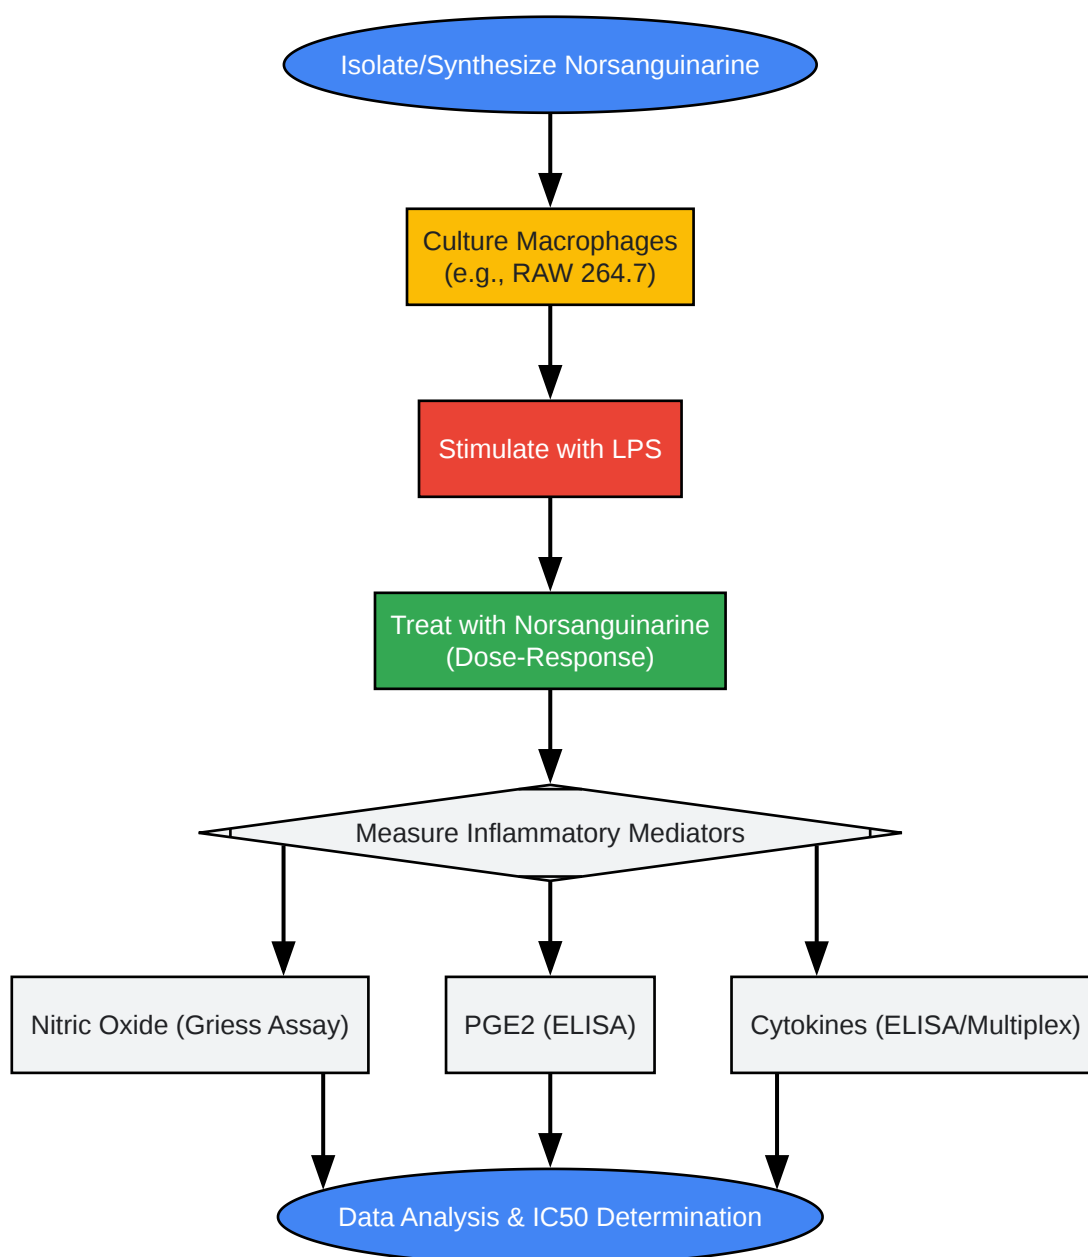 Isolate/Synthesize Norsanguinarine
Culture Macrophages
(e.g., RAW 264.7)
Stimulate with LPS
Treat with Norsanguinarine
(Dose-Response)
Measure Inflammatory Mediators
Nitric Oxide (Griess Assay)
PGE2 (ELISA)
Cytokines (ELISA/Multiplex)
Data Analysis & IC50 Determination